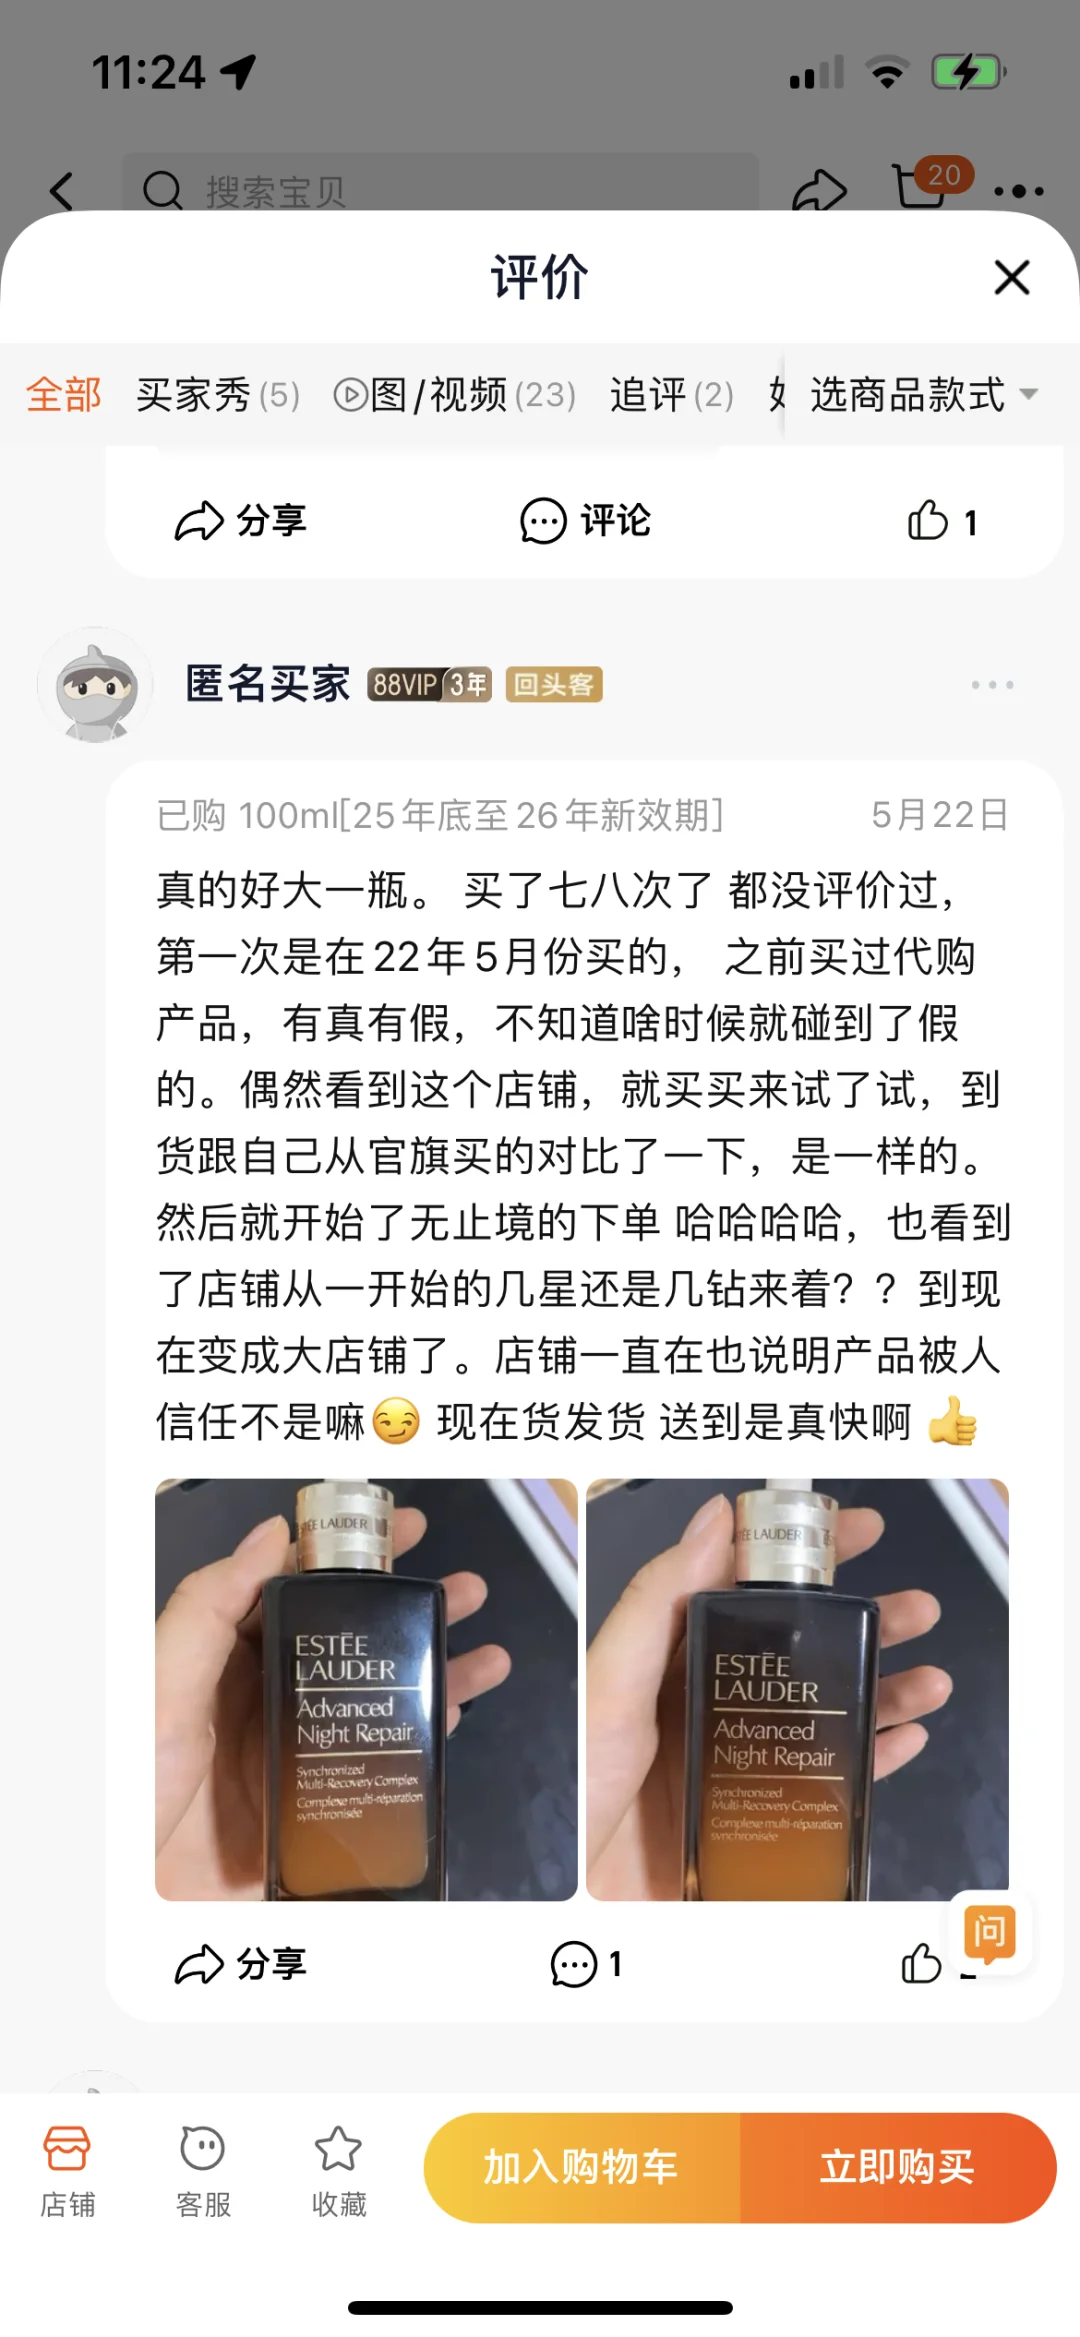 11:24
搜索宝贝
20
评价
全部 买家秀(5) 图/视频(23) 追评(2) 选商品款式
分享 评论 1
匿名买家 88VIP 3年 回头客
已购 100ml[25年底至26年新效期] 5月22日
真的好大一瓶。 买了七八次了 都没评价过,
第一次是在22年5月份买的, 之前买过代购
产品,有真有假,不知道啥时候就碰到了假
的。偶然看到这个店铺,就买买来试了试,到
货跟自己从官旗买的对比了一下,是一样的。
然后就开始了无止境的下单 哈哈哈哈,也看到
了店铺从一开始的几星还是几钻来着？？到现
在变成大店铺了。店铺一直在也说明产品被人
信任不是嘛😏 现在货发货 送到是真快啊 👍
ESTĒE LAUDER
ESTĒE
LAUDER
Advanced
Night Repair
Synchronized
Multi-Recovery Complex
Complexe multi-réparation
synchronisée
ESTĒE LAUDER
ESTĒE
LAUDER
Advanced
Night Repair
Synchronized
Multi-Recovery Complex
Complexe multi-réparation
synchronisée
问
分享 1
店铺 客服 收藏 加入购物车 立即购买